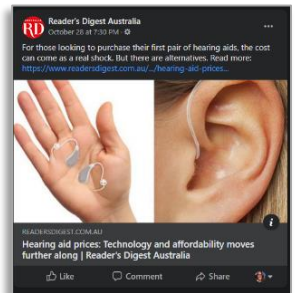 RD
Reader's Digest Australia
October 28 at 7:30 PM ·
...
For those looking to purchase their first pair of hearing aids, the cost
can come as a real shock. But there are alternatives. Read more:
https://www.readersdigest.com.au/.../hearing-aid-prices...
i
READERSDIGEST.COM.AU
Hearing aid prices: Technology and affordability moves
further along | Reader's Digest Australia
Like Comment Share